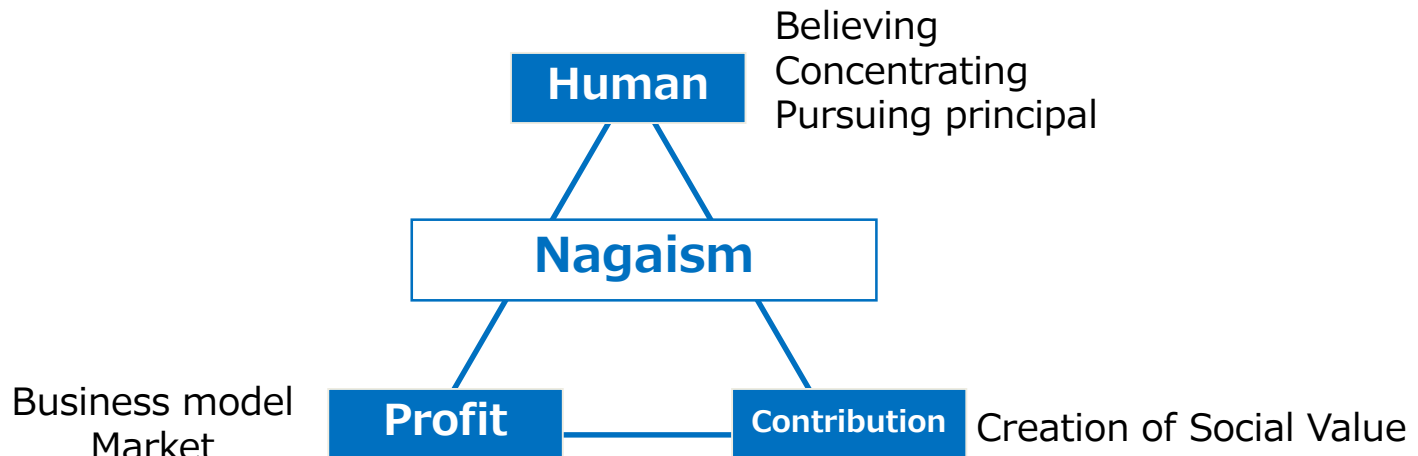 Believing
Concentrating
Pursuing principal
Human
Nagaism
Business model
Market
Profit
Contribution
Creation of Social Value